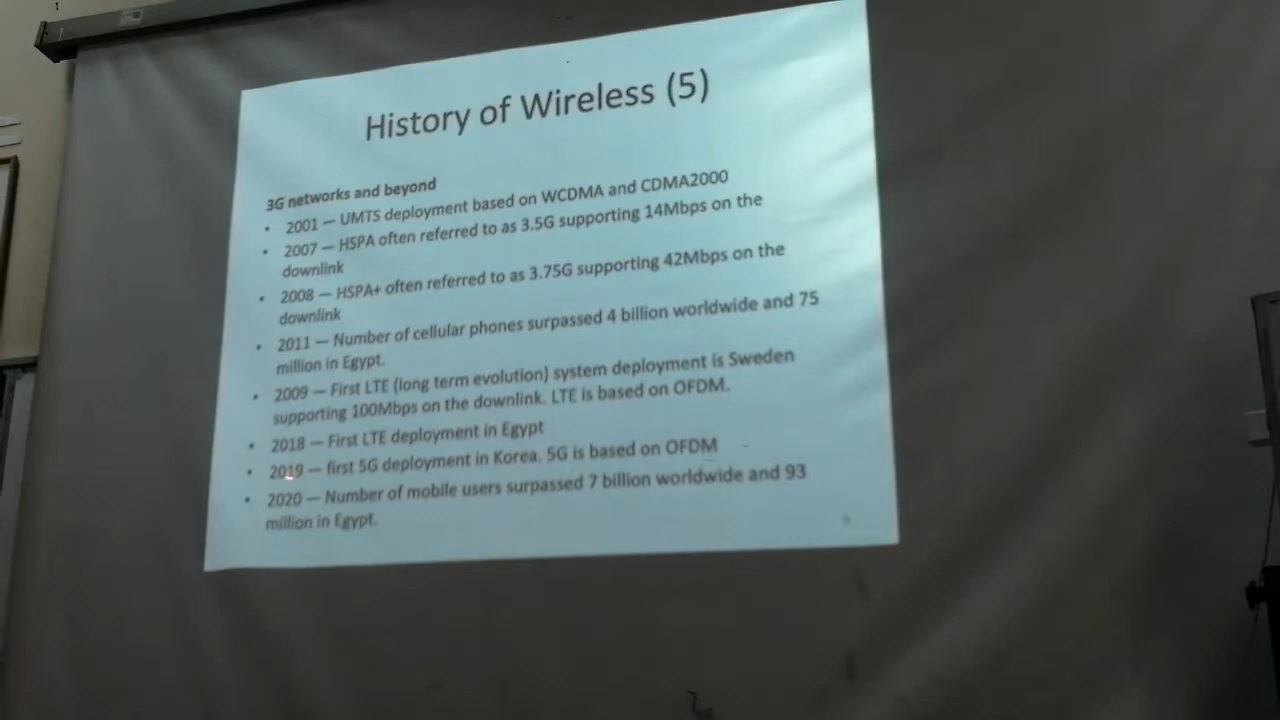 History of Wireless (5)
3G networks and beyond
• 2001 — UMTS deployment based on WCDMA and CDMA2000
• 2007 — HSPA often referred to as 3.5G supporting 14Mbps on the
downlink
• 2008 — HSPA+ often referred to as 3.75G supporting 42Mbps on the
downlink
• 2011 — Number of cellular phones surpassed 4 billion worldwide and 75
million in Egypt.
• 2009 — First LTE (long term evolution) system deployment is Sweden
supporting 100Mbps on the downlink. LTE is based on OFDM.
• 2018 — First LTE deployment in Egypt
• 2019 — first 5G deployment in Korea. 5G is based on OFDM
• 2020 — Number of mobile users surpassed 7 billion worldwide and 93
million in Egypt.